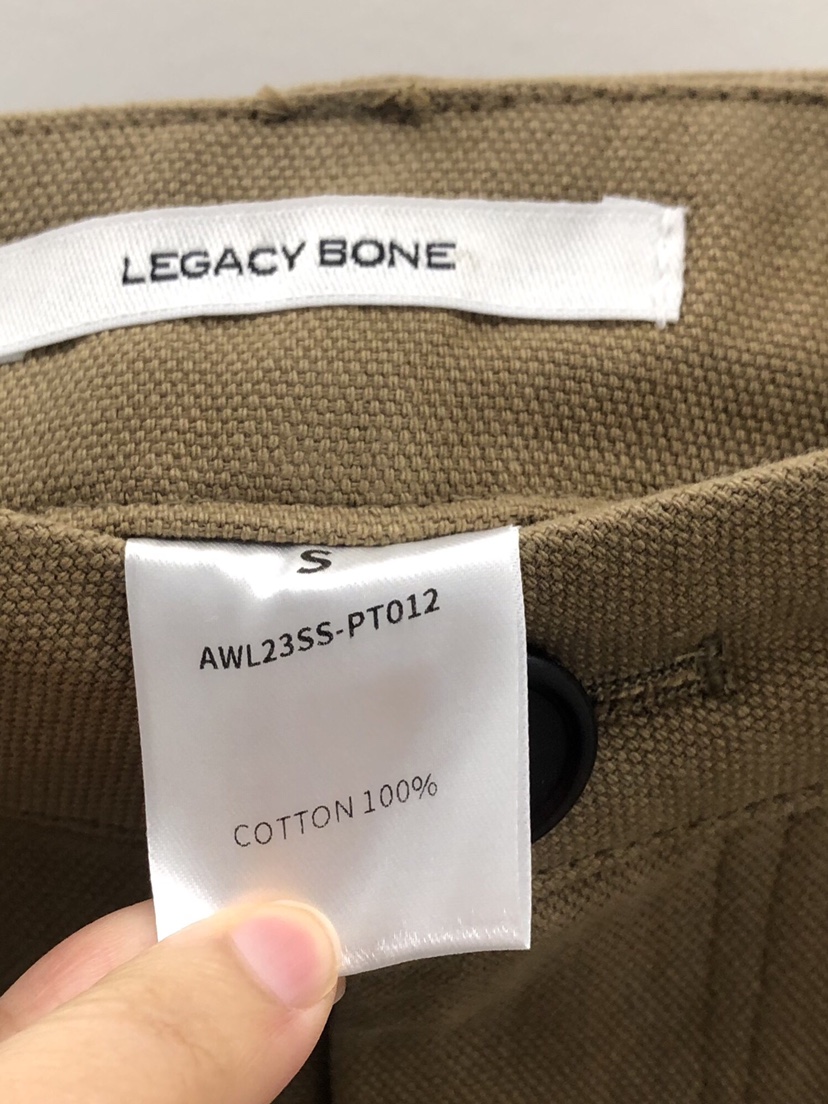 LEGACY BONE
S
AWL23SS-PT012
COTTON 100%